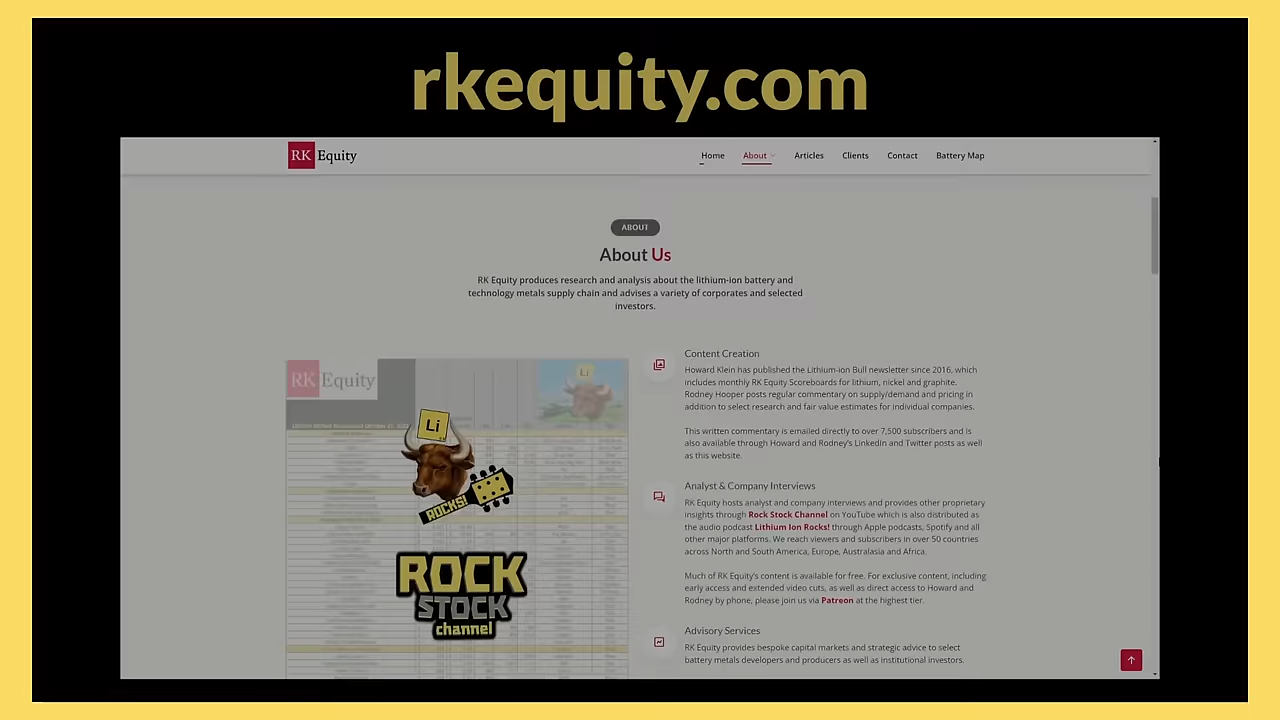 rkequity.com
RK Equity
Home About Articles Clients Contact Battery Map
ABOUT
About Us
RK Equity produces research and analysis about the lithium-ion battery and
technology metals supply chain and advises a variety of corporates and selected
investors.
RK Equity
Li
Li
ROCKS!
ROCK
STOCK
channel
Content Creation
Howard Klein has published the Lithium-ion Bull newsletter since 2016, which
includes monthly RK Equity Scoreboards for lithium, nickel and graphite.
Rodney Hooper posts regular commentary on supply/demand and pricing in
addition to select research and fair value estimates for individual companies.
This written commentary is emailed directly to over 7,500 subscribers and is
also available through Howard and Rodney's LinkedIn and Twitter posts as well
as this website.
Analyst & Company Interviews
RK Equity hosts analyst and company interviews and provides other proprietary
insights through Rock Stock Channel on YouTube which is also distributed as
the audio podcast Lithium Ion Rocks! through Apple podcasts, Spotify and all
other major platforms. We reach viewers and subscribers in over 50 countries
across North and South America, Europe, Australasia and Africa.
Much of RK Equity's content is available for free. For exclusive content, including
early access and extended video cuts, as well as direct access to Howard and
Rodney by phone, please join us via Patreon at the highest tier.
Advisory Services
RK Equity provides bespoke capital markets and strategic advice to select
battery metals developers and producers as well as institutional investors.